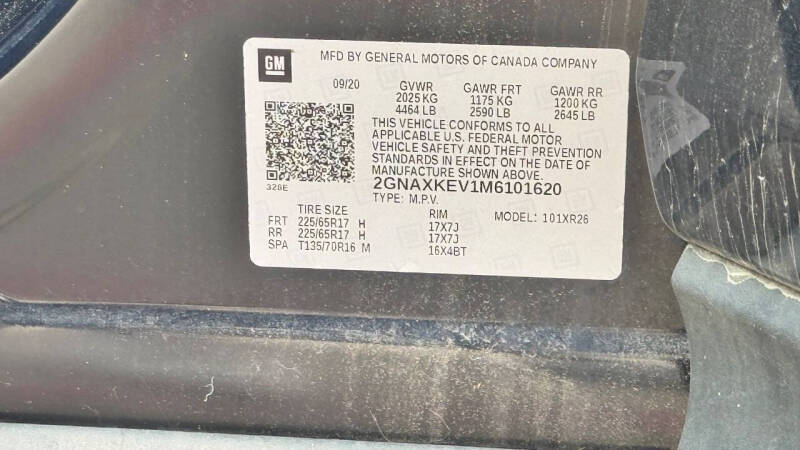 GM
MFD BY GENERAL MOTORS OF CANADA COMPANY
09/20 GVWR GAWR FRT GAWR RR
2025 KG 1175 KG 1200 KG
4464 LB 2590 LB 2645 LB
THIS VEHICLE CONFORMS TO ALL
APPLICABLE U.S. FEDERAL MOTOR
VEHICLE SAFETY AND THEFT PREVENTION
STANDARDS IN EFFECT ON THE DATE OF
MANUFACTURE SHOWN ABOVE.
328E 2GNAXKEV1M6101620
TYPE: M.P.V.
TIRE SIZE RIM MODEL: 101XR26
FRT 225/65R17 H 17X7J
RR 225/65R17 H 17X7J
SPA T135/70R16 M 16X4BT